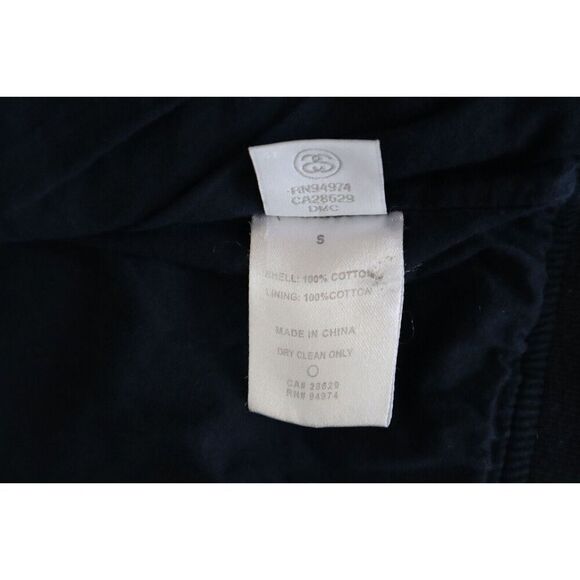 RN94974
CA28629
DMC
S
SHELL: 100% COTTON
LINING: 100%COTTON
MADE IN CHINA
DRY CLEAN ONLY
CA# 28629
RN# 94974